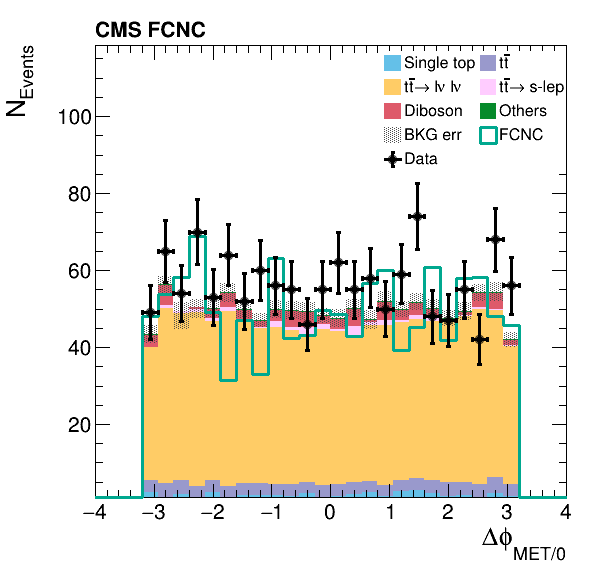 CMS FCNC
N_Events
Single top tt̄
tt̄→ lν lν tt̄→ s-lep
Diboson Others
BKG err FCNC
Data
100
80
60
40
20
−4 −3 −2 −1 0 1 2 3 4
Δϕ_MET/0